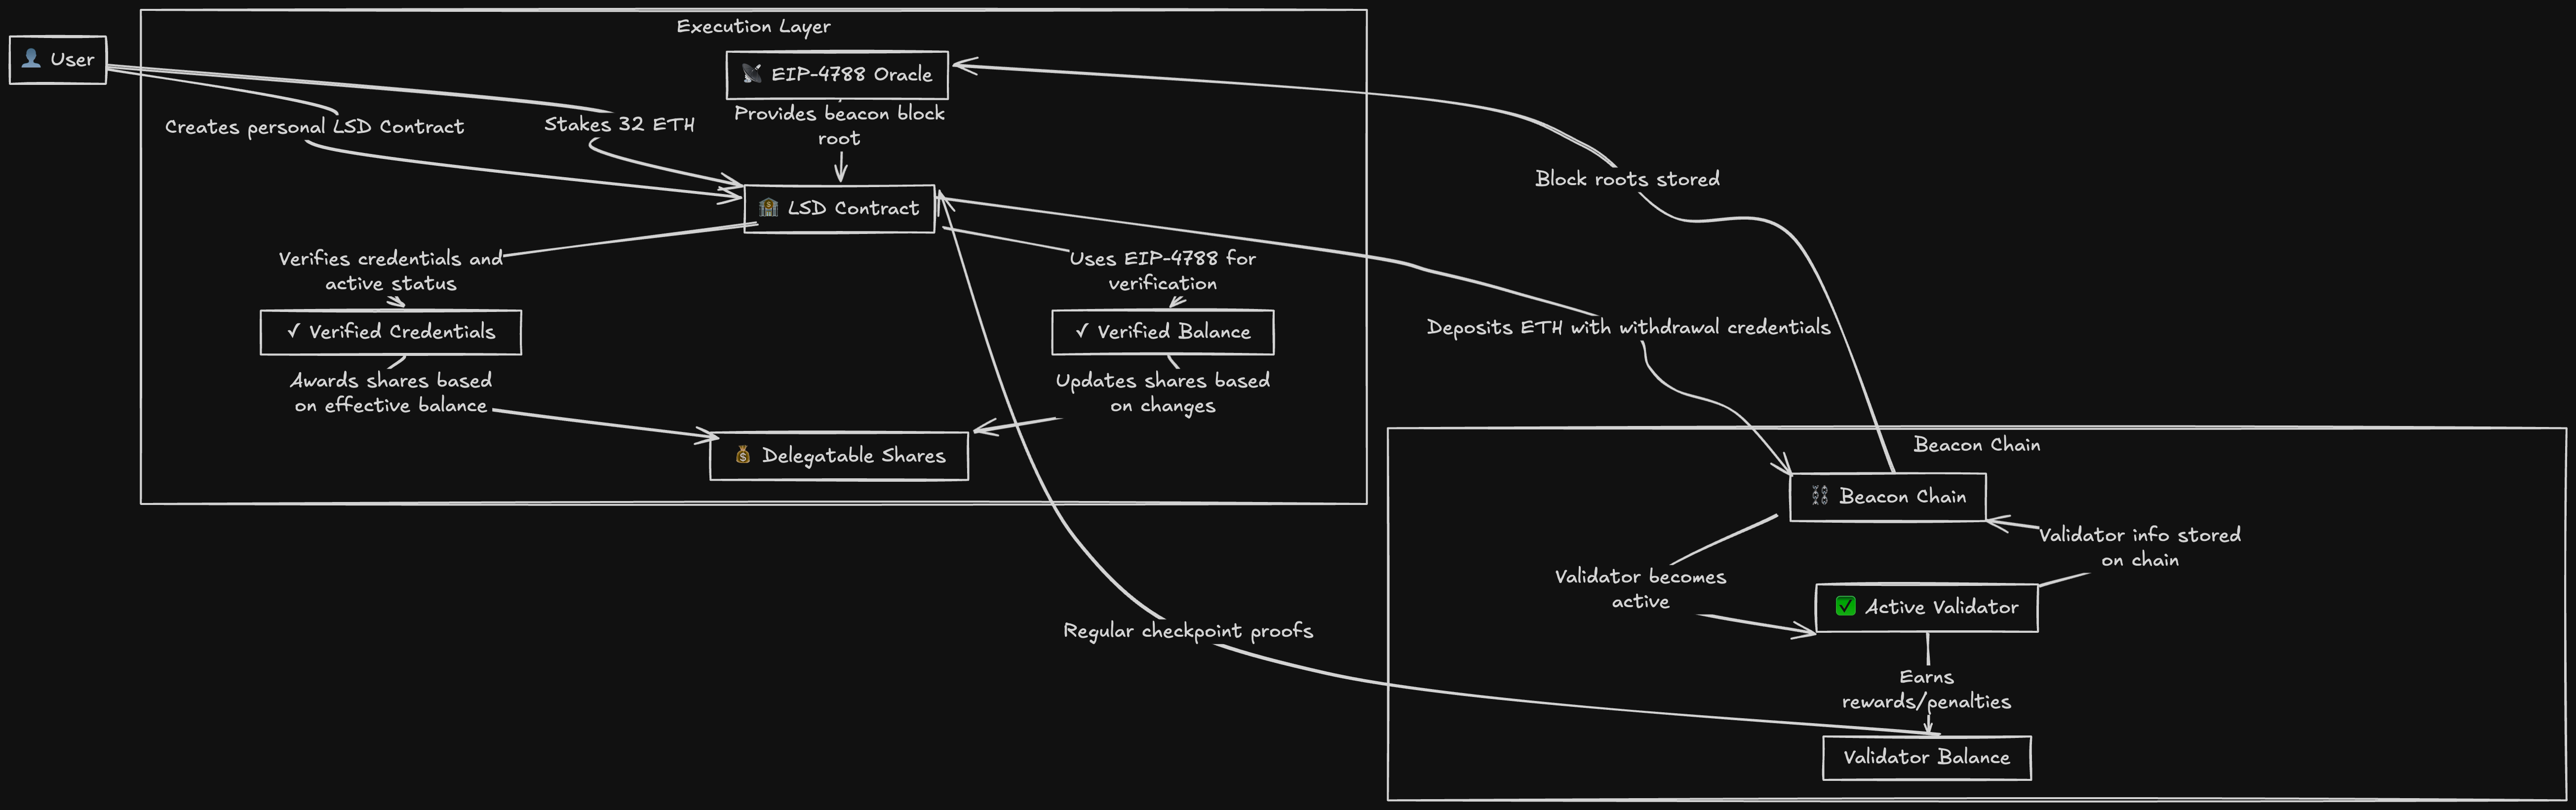 Execution Layer
👤 User
📡 EIP-4788 Oracle
Provides beacon block
root
Creates personal LSD Contract
Stakes 32 ETH
Block roots stored
🏦 LSD Contract
Verifies credentials and
active status
Uses EIP-4788 for
verification
Deposits ETH with withdrawal credentials
✓ Verified Credentials
✓ Verified Balance
Awards shares based
on effective balance
Updates shares based
on changes
💰 Delegatable Shares
Beacon Chain
⛓ Beacon Chain
Validator info stored
on chain
Validator becomes
active
✅ Active Validator
Regular checkpoint proofs
Earns
rewards/penalties
Validator Balance